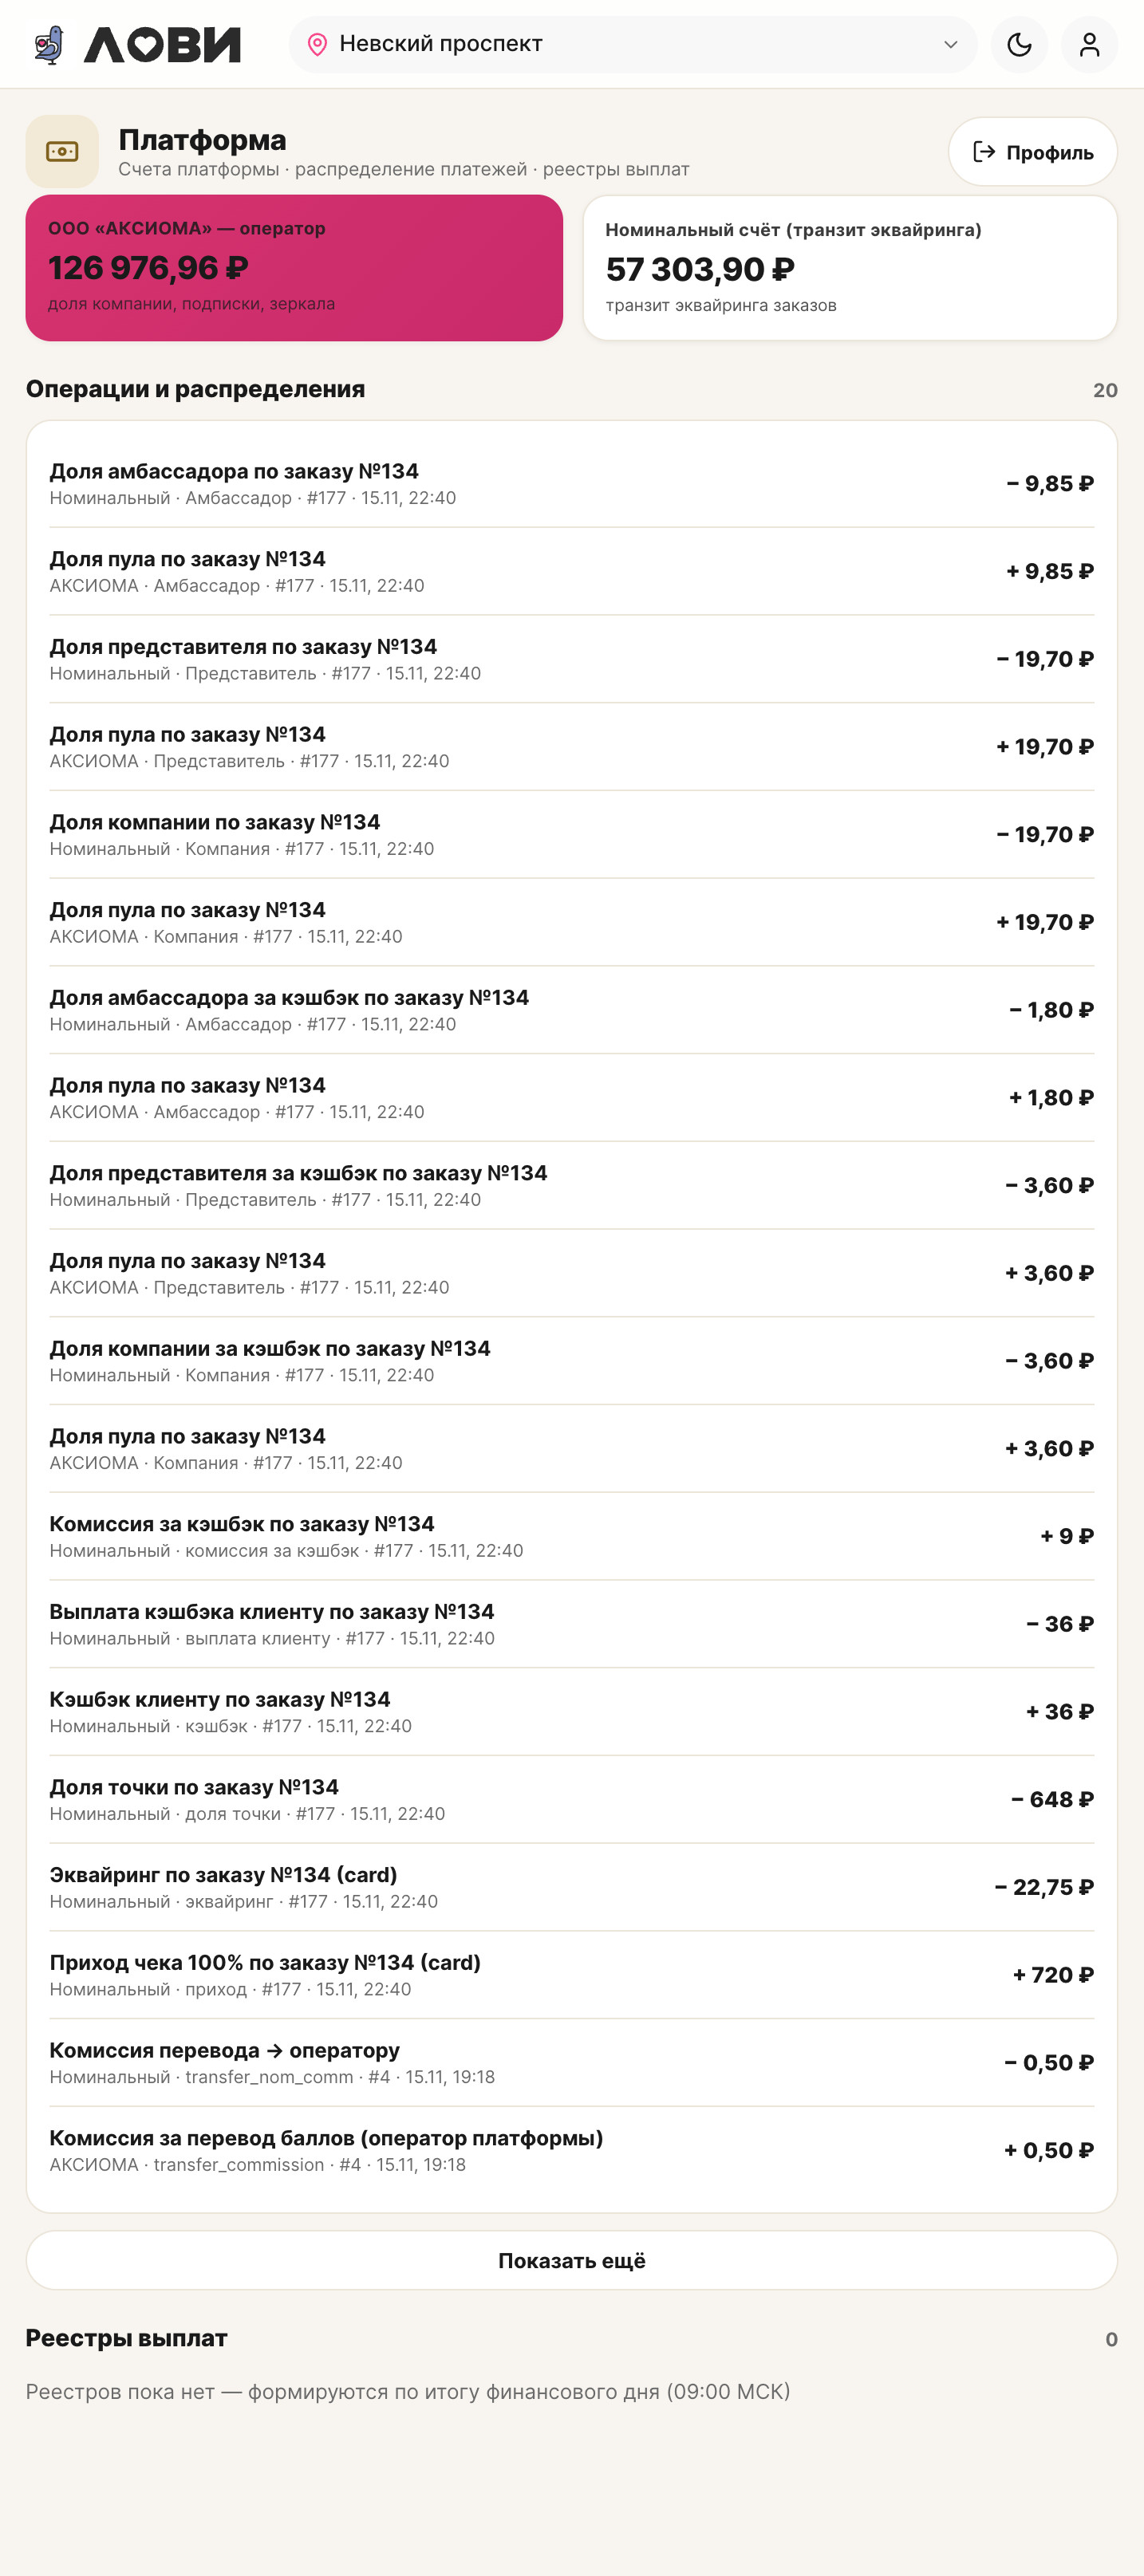 ЛОВИ
Невский проспект
Платформа
Счета платформы · распределение платежей · реестры выплат
Профиль
ООО «АКСИОМА» — оператор
126 976,96 ₽
доля компании, подписки, зеркала
Номинальный счёт (транзит эквайринга)
57 303,90 ₽
транзит эквайринга заказов
Операции и распределения
20
Доля амбассадора по заказу №134
Номинальный · Амбассадор · #177 · 15.11, 22:40
− 9,85 ₽
Доля пула по заказу №134
АКСИОМА · Амбассадор · #177 · 15.11, 22:40
+ 9,85 ₽
Доля представителя по заказу №134
Номинальный · Представитель · #177 · 15.11, 22:40
− 19,70 ₽
Доля пула по заказу №134
АКСИОМА · Представитель · #177 · 15.11, 22:40
+ 19,70 ₽
Доля компании по заказу №134
Номинальный · Компания · #177 · 15.11, 22:40
− 19,70 ₽
Доля пула по заказу №134
АКСИОМА · Компания · #177 · 15.11, 22:40
+ 19,70 ₽
Доля амбассадора за кэшбэк по заказу №134
Номинальный · Амбассадор · #177 · 15.11, 22:40
− 1,80 ₽
Доля пула по заказу №134
АКСИОМА · Амбассадор · #177 · 15.11, 22:40
+ 1,80 ₽
Доля представителя за кэшбэк по заказу №134
Номинальный · Представитель · #177 · 15.11, 22:40
− 3,60 ₽
Доля пула по заказу №134
АКСИОМА · Представитель · #177 · 15.11, 22:40
+ 3,60 ₽
Доля компании за кэшбэк по заказу №134
Номинальный · Компания · #177 · 15.11, 22:40
− 3,60 ₽
Доля пула по заказу №134
АКСИОМА · Компания · #177 · 15.11, 22:40
+ 3,60 ₽
Комиссия за кэшбэк по заказу №134
Номинальный · комиссия за кэшбэк · #177 · 15.11, 22:40
+ 9 ₽
Выплата кэшбэка клиенту по заказу №134
Номинальный · выплата клиенту · #177 · 15.11, 22:40
− 36 ₽
Кэшбэк клиенту по заказу №134
Номинальный · кэшбэк · #177 · 15.11, 22:40
+ 36 ₽
Доля точки по заказу №134
Номинальный · доля точки · #177 · 15.11, 22:40
− 648 ₽
Эквайринг по заказу №134 (card)
Номинальный · эквайринг · #177 · 15.11, 22:40
− 22,75 ₽
Приход чека 100% по заказу №134 (card)
Номинальный · приход · #177 · 15.11, 22:40
+ 720 ₽
Комиссия перевода → оператору
Номинальный · transfer_nom_comm · #4 · 15.11, 19:18
− 0,50 ₽
Комиссия за перевод баллов (оператор платформы)
АКСИОМА · transfer_commission · #4 · 15.11, 19:18
+ 0,50 ₽
Показать ещё
Реестры выплат
0
Реестров пока нет — формируются по итогу финансового дня (09:00 МСК)